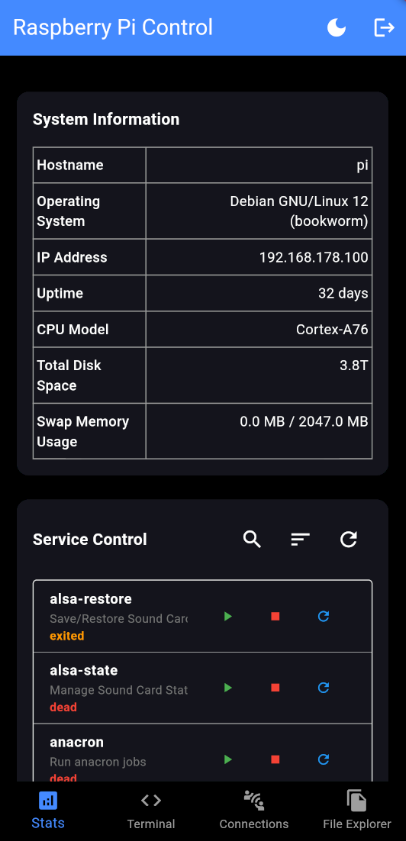 Raspberry Pi Control
System Information
Hostname pi
Operating System Debian GNU/Linux 12 (bookworm)
IP Address 192.168.178.100
Uptime 32 days
CPU Model Cortex-A76
Total Disk Space 3.8T
Swap Memory Usage 0.0 MB / 2047.0 MB
Service Control
alsa-restore
Save/Restore Sound Card
exited
alsa-state
Manage Sound Card Stat
dead
anacron
Run anacron jobs
dead
Stats Terminal Connections File Explorer